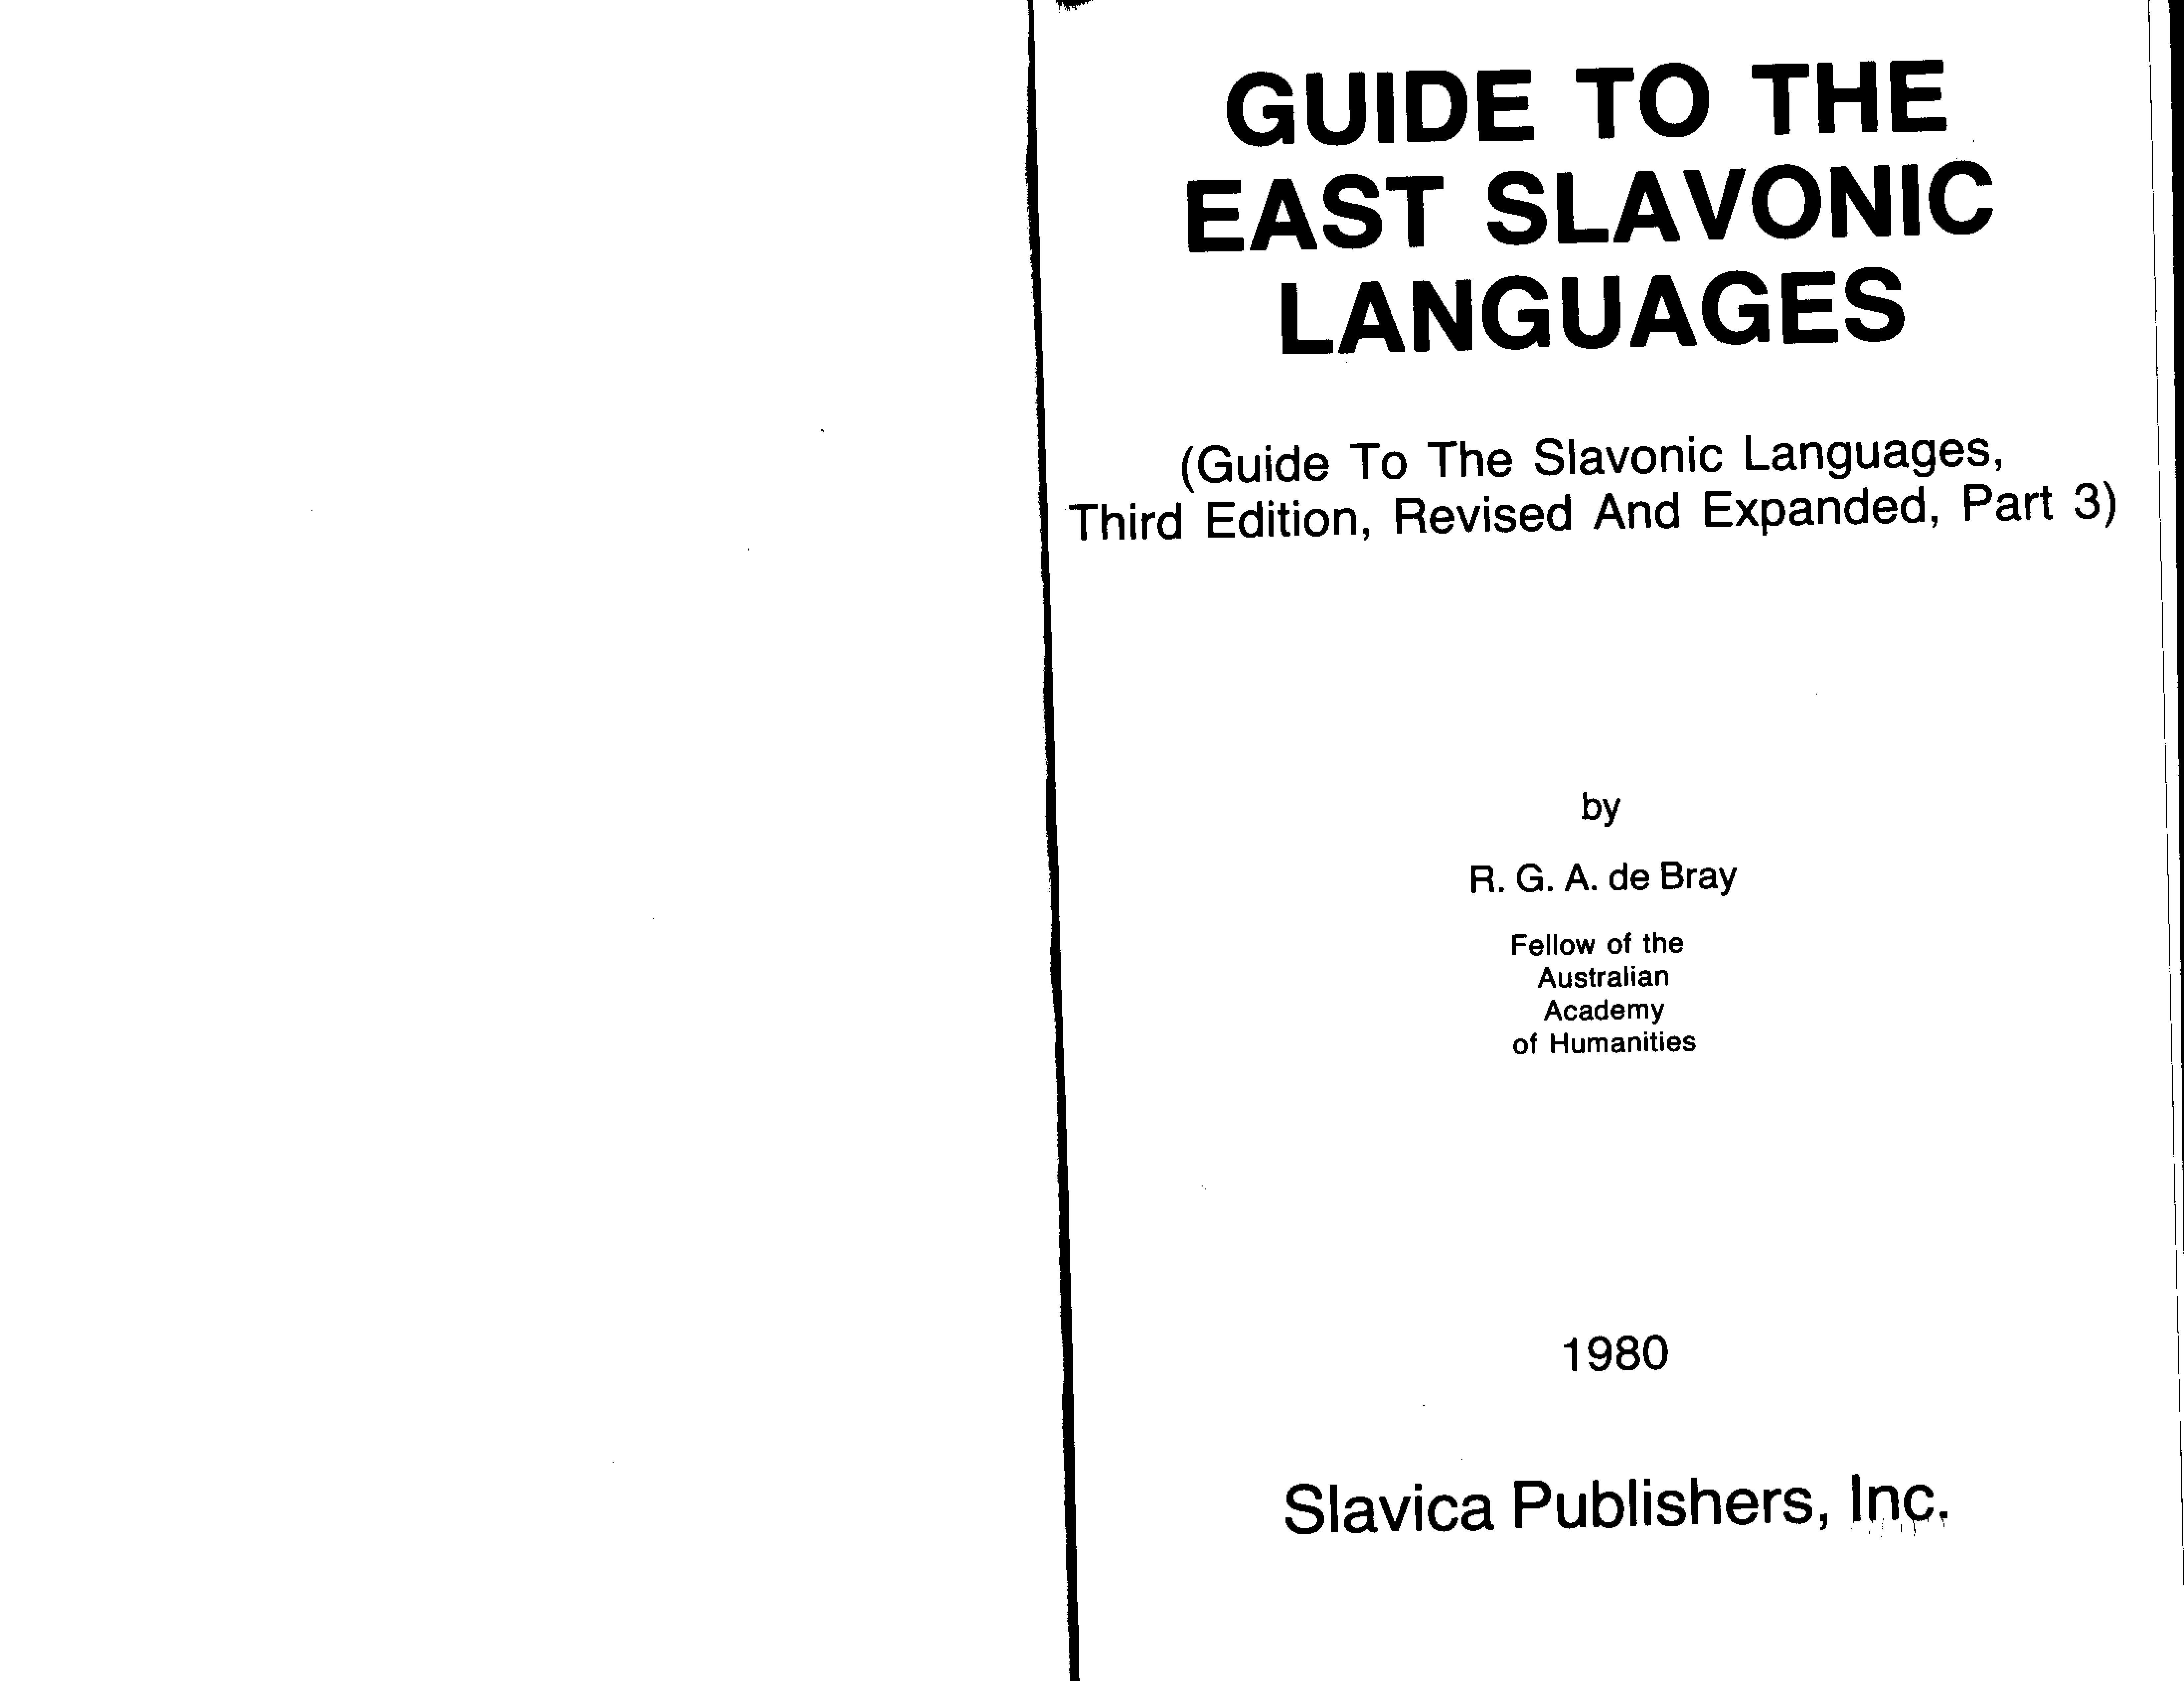 GUIDE TO THE
EAST SLAVONIC
LANGUAGES
(Guide To The Slavonic Languages,
Third Edition, Revised And Expanded, Part 3)
by
R. G. A. de Bray
Fellow of the
Australian
Academy
of Humanities
1980
Slavica Publishers, Inc.